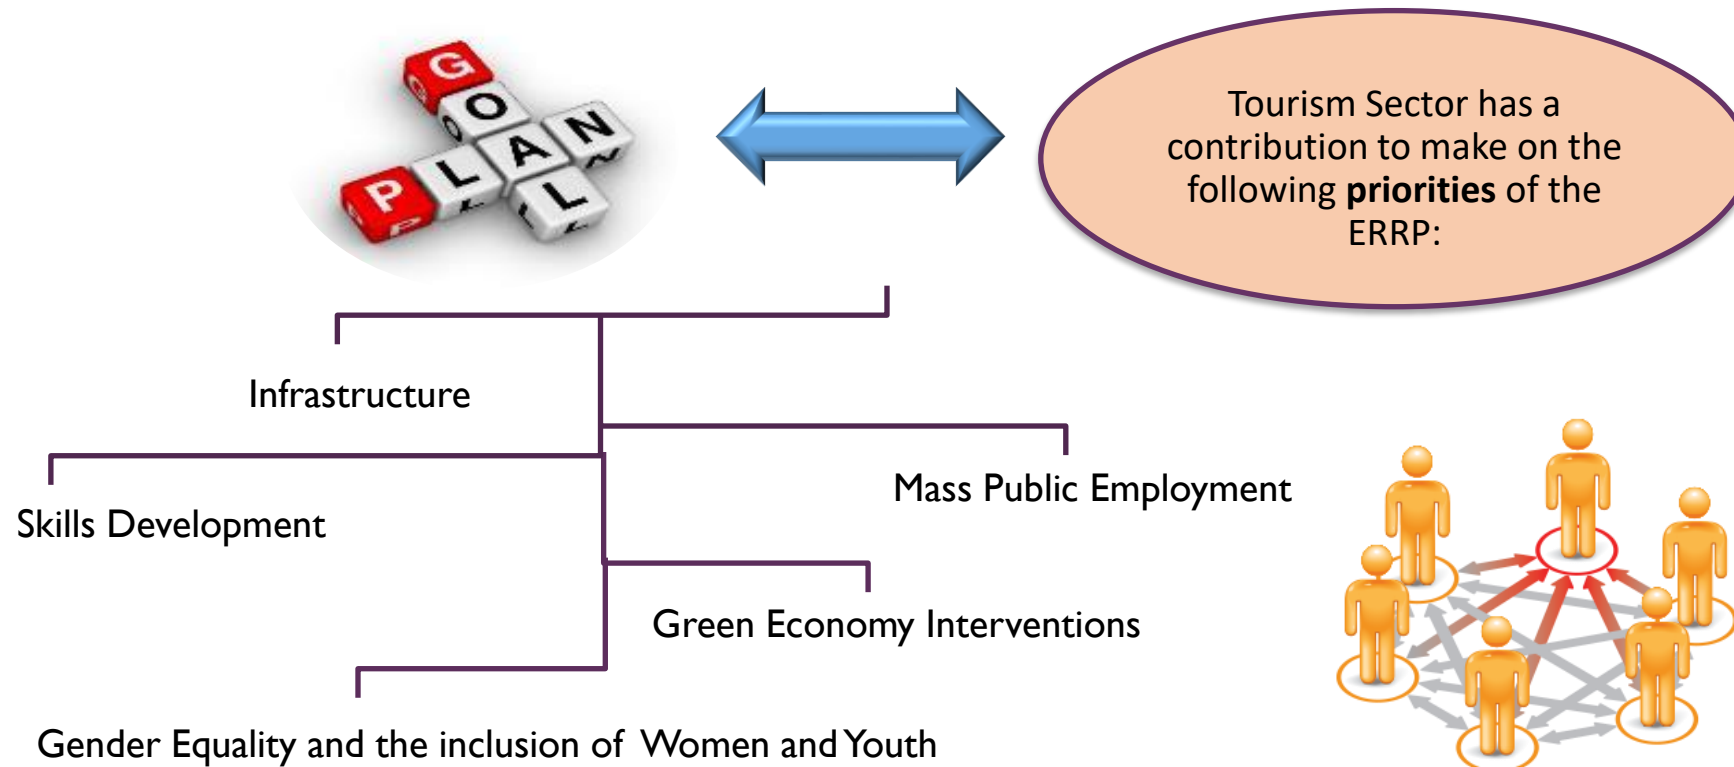 GOAL
PLAN
Tourism Sector has a
contribution to make on the
following priorities of the
ERRP:
Infrastructure
Mass Public Employment
Skills Development
Green Economy Interventions
Gender Equality and the inclusion of Women and Youth